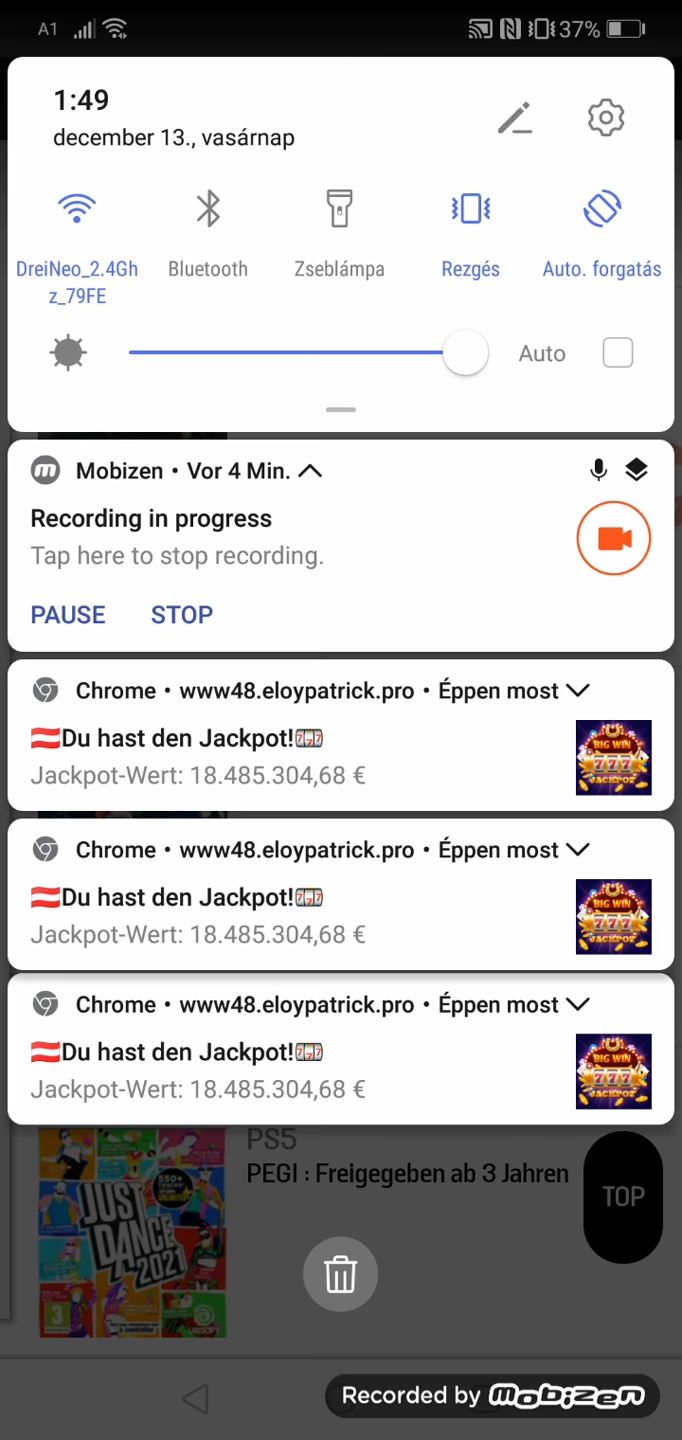 A1 37%
1:49
december 13., vasárnap
DreiNeo_2.4Gh
z_79FE
Bluetooth
Zseblámpa
Rezgés
Auto. forgatás
Auto
Mobizen • Vor 4 Min.
Recording in progress
Tap here to stop recording.
PAUSE STOP
Chrome • www48.eloypatrick.pro • Éppen most
🇦🇹Du hast den Jackpot!🎰
Jackpot-Wert: 18.485.304,68 €
BIG WIN
777
JACKPOT
Chrome • www48.eloypatrick.pro • Éppen most
🇦🇹Du hast den Jackpot!🎰
Jackpot-Wert: 18.485.304,68 €
BIG WIN
777
JACKPOT
Chrome • www48.eloypatrick.pro • Éppen most
🇦🇹Du hast den Jackpot!🎰
Jackpot-Wert: 18.485.304,68 €
BIG WIN
777
JACKPOT
PS5
PEGI : Freigegeben ab 3 Jahren
TOP
550+
JUST
DANCE
2021
3
UBISOFT
Recorded by mobizen